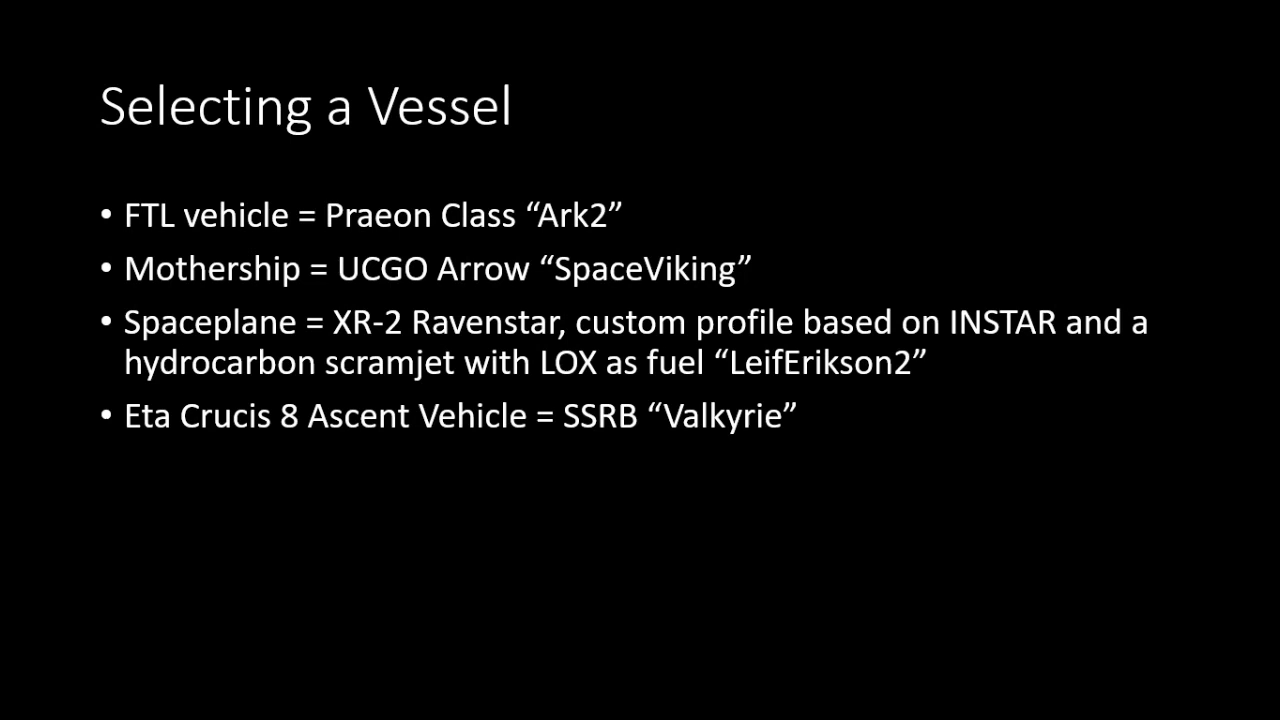 Selecting a Vessel
• FTL vehicle = Praeon Class “Ark2”
• Mothership = UCGO Arrow “SpaceViking”
• Spaceplane = XR-2 Ravenstar, custom profile based on INSTAR and a
hydrocarbon scramjet with LOX as fuel “LeifErikson2”
• Eta Crucis 8 Ascent Vehicle = SSRB “Valkyrie”